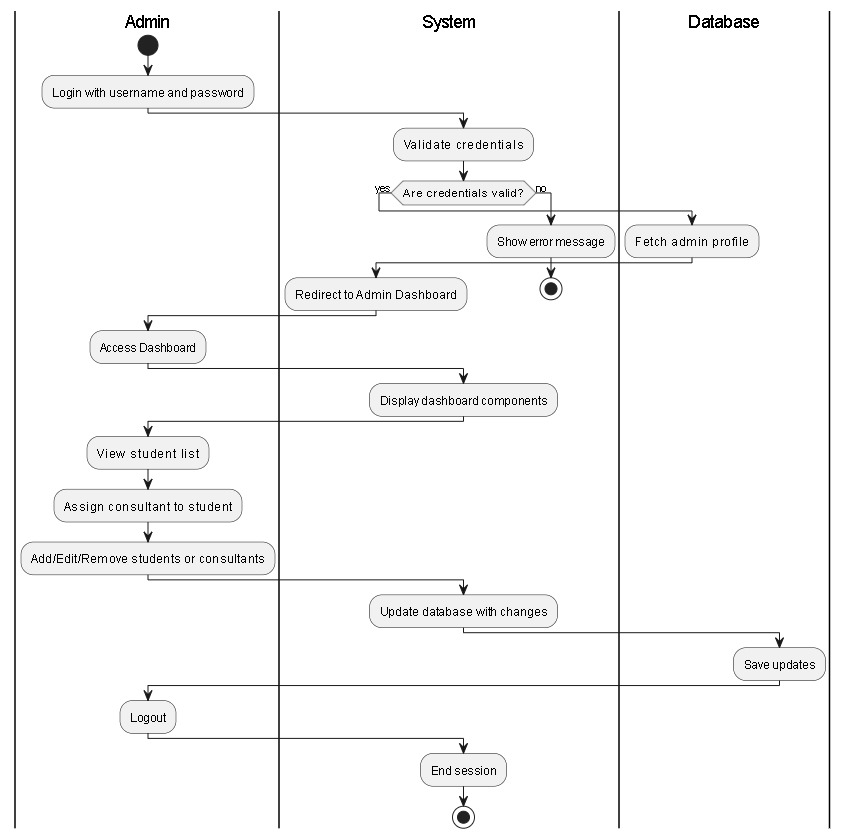 Admin
System
Database
Login with username and password
Validate credentials
yes
Are credentials valid?
no
Show error message
Fetch admin profile
Redirect to Admin Dashboard
Access Dashboard
Display dashboard components
View student list
Assign consultant to student
Add/Edit/Remove students or consultants
Update database with changes
Save updates
Logout
End session